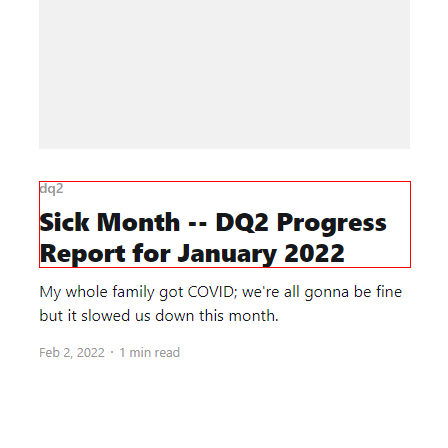 dq2
Sick Month -- DQ2 Progress
Report for January 2022
My whole family got COVID; we're all gonna be fine
but it slowed us down this month.
Feb 2, 2022 • 1 min read